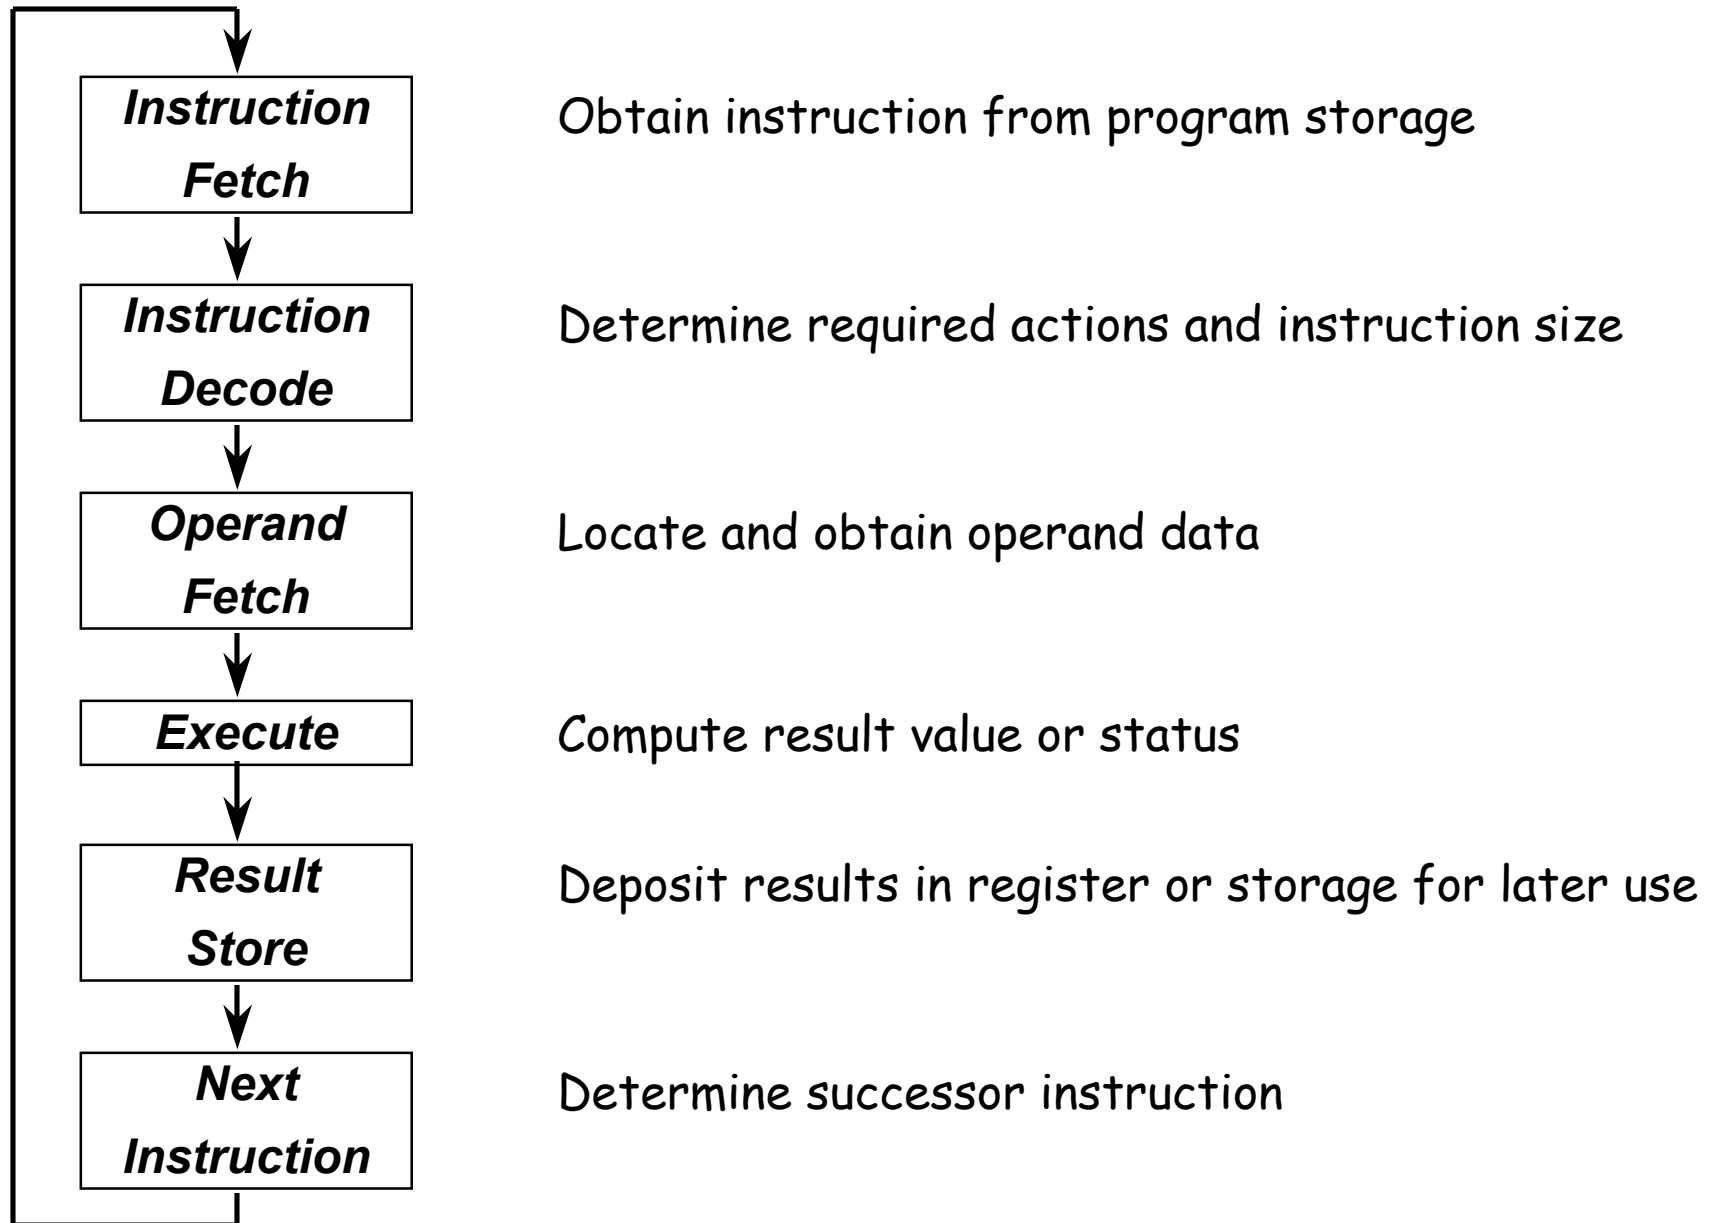 Instruction
Fetch
Obtain instruction from program storage
Instruction
Decode
Determine required actions and instruction size
Operand
Fetch
Locate and obtain operand data
Execute
Compute result value or status
Result
Store
Deposit results in register or storage for later use
Next
Instruction
Determine successor instruction